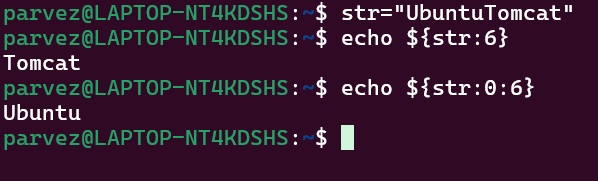 parvez@LAPTOP-NT4KDSHS:~$ str="UbuntuTomcat"
parvez@LAPTOP-NT4KDSHS:~$ echo ${str:6}
Tomcat
parvez@LAPTOP-NT4KDSHS:~$ echo ${str:0:6}
Ubuntu
parvez@LAPTOP-NT4KDSHS:~$